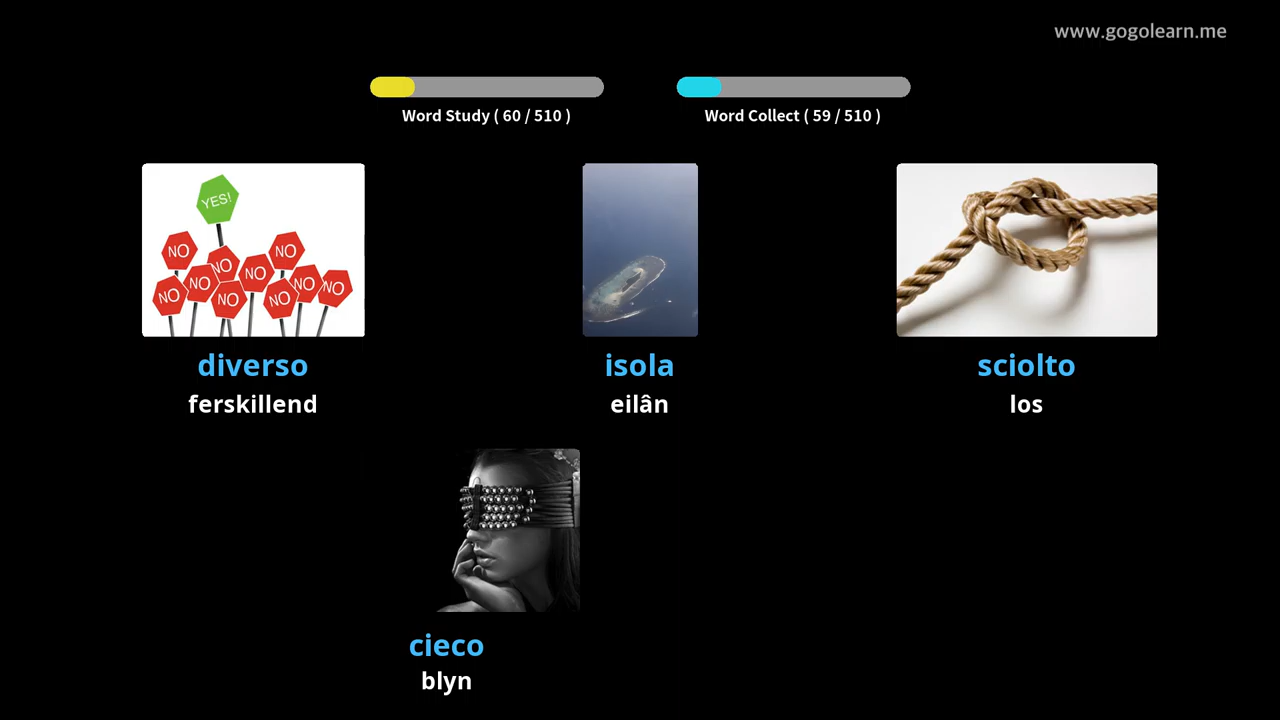 www.gogolearn.me
Word Study ( 60 / 510 )
Word Collect ( 59 / 510 )
YES!
NO
NO
NO
NO
NO
NO
NO
NO
NO
NO
diverso
ferskillend
isola
eilân
sciolto
los
cieco
blyn